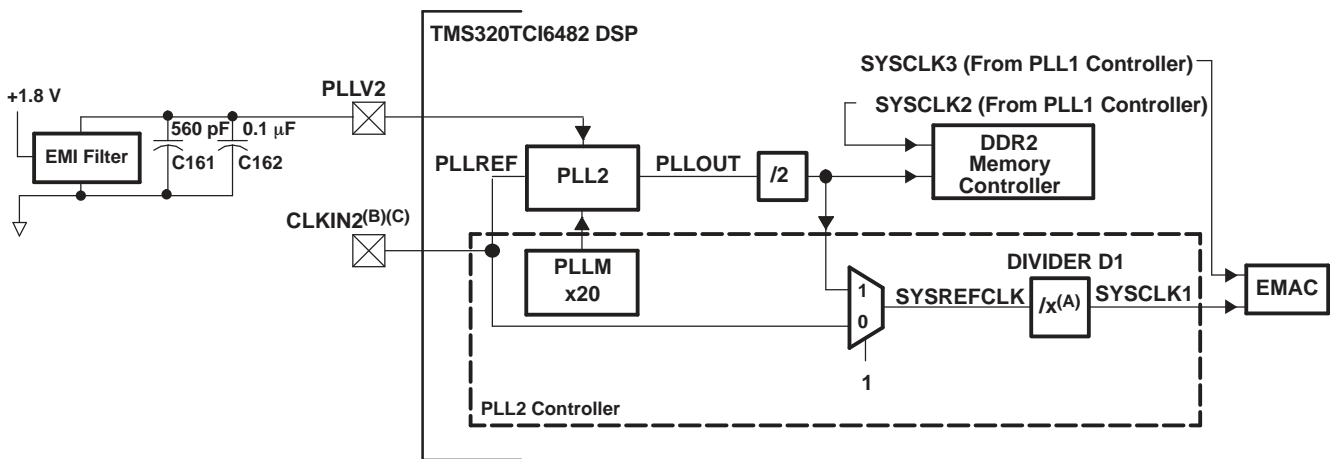 TMS320TCI6482 DSP
SYSCLK3 (From PLL1 Controller)
+1.8 V
PLLV2
SYSCLK2 (From PLL1 Controller)
560 pF
0.1 μF
EMI Filter
C161
C162
DDR2
Memory
Controller
PLLREF
PLL2
PLLOUT
/2
CLKIN2(B)(C)
PLLM
x20
DIVIDER D1
1
0
SYSREFCLK
/x(A)
SYSCLK1
EMAC
1
PLL2 Controller